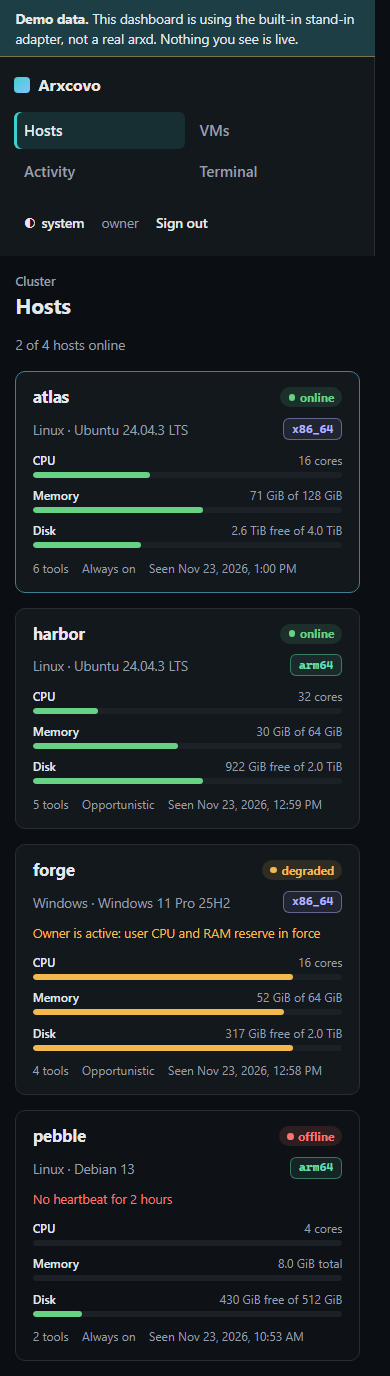 Demo data. This dashboard is using the built-in stand-in
adapter, not a real arxd. Nothing you see is live.
Arxcovo
Hosts
VMs
Activity
Terminal
system owner Sign out
Cluster
Hosts
2 of 4 hosts online
atlas
online
Linux · Ubuntu 24.04.3 LTS
x86_64
CPU
16 cores
Memory
71 GiB of 128 GiB
Disk
2.6 TiB free of 4.0 TiB
6 tools Always on Seen Nov 23, 2026, 1:00 PM
harbor
online
Linux · Ubuntu 24.04.3 LTS
arm64
CPU
32 cores
Memory
30 GiB of 64 GiB
Disk
922 GiB free of 2.0 TiB
5 tools Opportunistic Seen Nov 23, 2026, 12:59 PM
forge
degraded
Windows · Windows 11 Pro 25H2
x86_64
Owner is active: user CPU and RAM reserve in force
CPU
16 cores
Memory
52 GiB of 64 GiB
Disk
317 GiB free of 2.0 TiB
4 tools Opportunistic Seen Nov 23, 2026, 12:58 PM
pebble
offline
Linux · Debian 13
arm64
No heartbeat for 2 hours
CPU
4 cores
Memory
8.0 GiB total
Disk
430 GiB free of 512 GiB
2 tools Always on Seen Nov 23, 2026, 10:53 AM